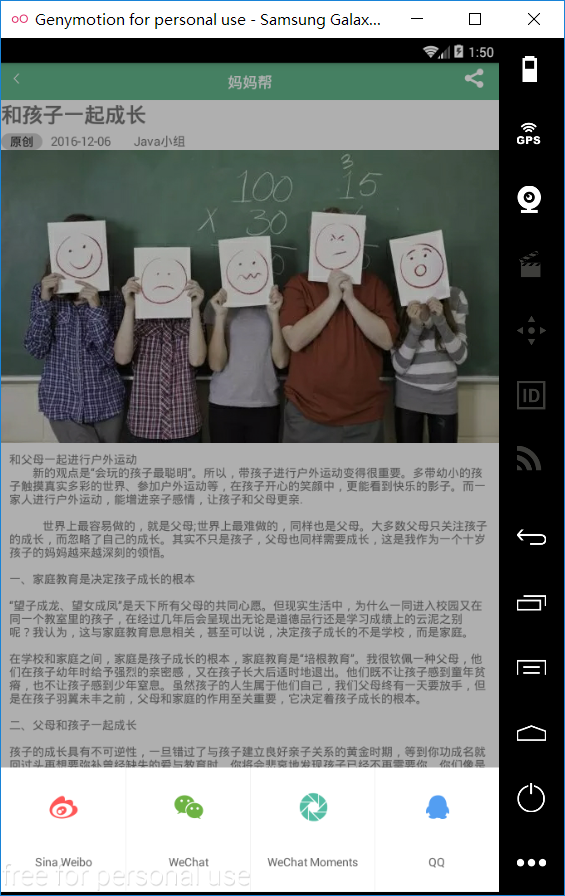 Genymotion for personal use - Samsung Galax...
1:50
妈妈帮
和孩子一起成长
原创 2016-12-06 Java小组
100
3
15
X 30
GPS
ID
和父母一起进行户外运动
新的观点是“会玩的孩子最聪明”。所以，带孩子进行户外运动变得很重要。多带幼小的孩
子触摸真实多彩的世界、参加户外运动等，在孩子开心的笑颜中，更能看到快乐的影子。而一
家人进行户外运动，能增进亲子感情，让孩子和父母更亲.
世界上最容易做的，就是父母;世界上最难做的，同样也是父母。大多数父母只关注孩子
的成长，而忽略了自己的成长。其实不只是孩子，父母也同样需要成长，这是我作为一个十岁
孩子的妈妈越来越深刻的领悟。
一、家庭教育是决定孩子成长的根本
“望子成龙、望女成凤”是天下所有父母的共同心愿。但现实生活中，为什么一同进入校园又在
同一个教室里的孩子，在经过几年后会呈现出无论是道德品行还是学习成绩上的云泥之别
呢？我认为，这与家庭教育息息相关，甚至可以说，决定孩子成长的不是学校，而是家庭。
在学校和家庭之间，家庭是孩子成长的根本，家庭教育是“培根教育”。我很钦佩一种父母，他
们在孩子幼年时给予强烈的亲密感，又在孩子长大后适时地退出。他们既不让孩子感到童年贫
瘠，也不让孩子感到少年窒息。虽然孩子的人生属于他们自己，我们父母终有一天要放手，但
是在孩子羽翼未丰之前，父母和家庭的作用至关重要，它决定着孩子成长的根本。
二、父母和孩子一起成长
孩子的成长具有不可逆性，一旦错过了与孩子建立良好亲子关系的黄金时期，等到你功成名就
回过头再想要弥补曾经缺失的爱与教育时，你将会悲哀地发现孩子已经不再需要你，你们像是
Sina Weibo
WeChat
WeChat Moments
QQ
free for personal use